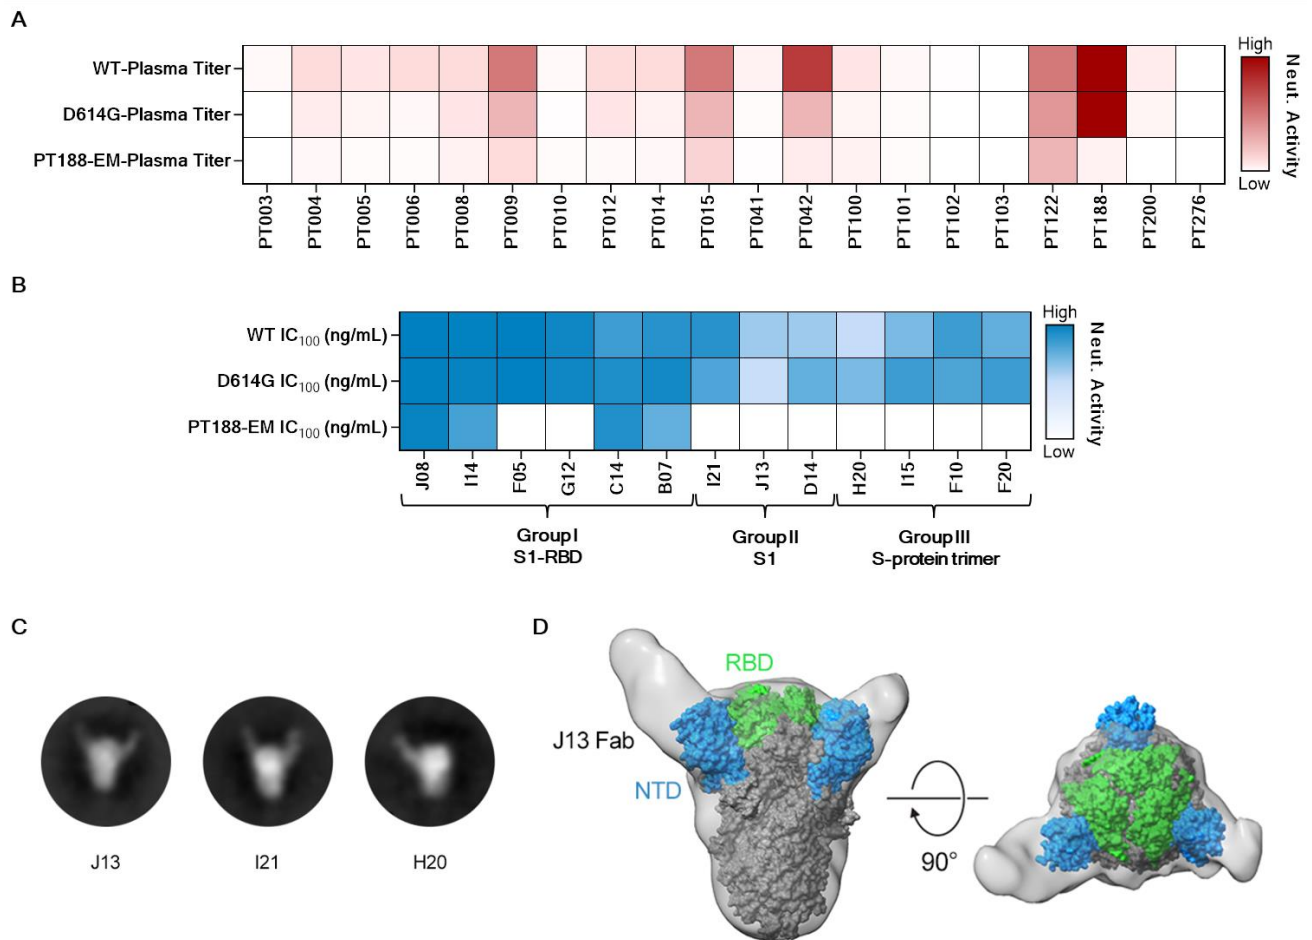 A
WT-Plasma Titer
D614G-Plasma Titer
PT188-EM-Plasma Titer
PT003
PT004
PT005
PT006
PT008
PT009
PT010
PT012
PT014
PT015
PT041
PT042
PT100
PT101
PT102
PT103
PT122
PT188
PT200
PT276
High
Low
Neut. Activity
B
WT IC100 (ng/mL)
D614G IC100 (ng/mL)
PT188-EM IC100 (ng/mL)
J08
I14
F05
G12
C14
B07
I21
J13
D14
H20
I15
F10
F20
Group I
S1-RBD
Group II
S1
Group III
S-protein trimer
High
Low
Neut. Activity
C
J13
I21
H20
D
RBD
J13 Fab
NTD
90°